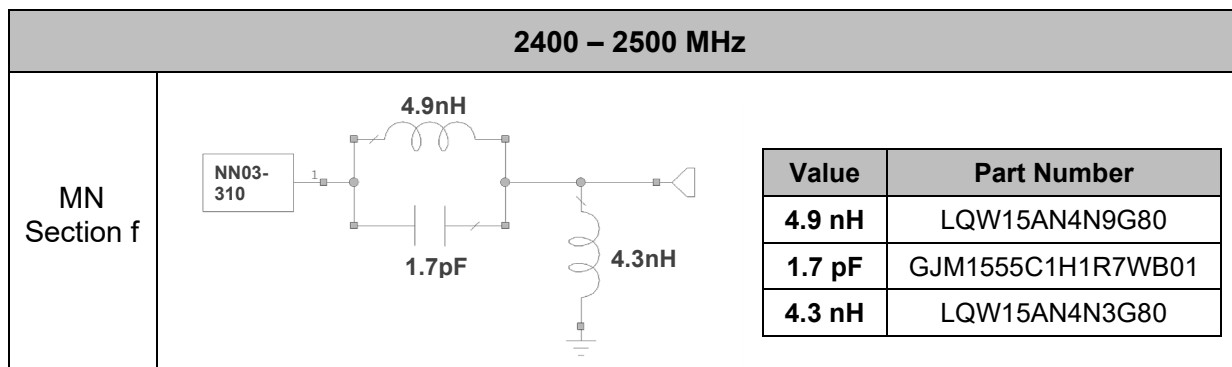 2400 – 2500 MHz
MN
Section f
NN03-
310
1
4.9nH
1.7pF
4.3nH
Value Part Number
4.9 nH LQW15AN4N9G80
1.7 pF GJM1555C1H1R7WB01
4.3 nH LQW15AN4N3G80